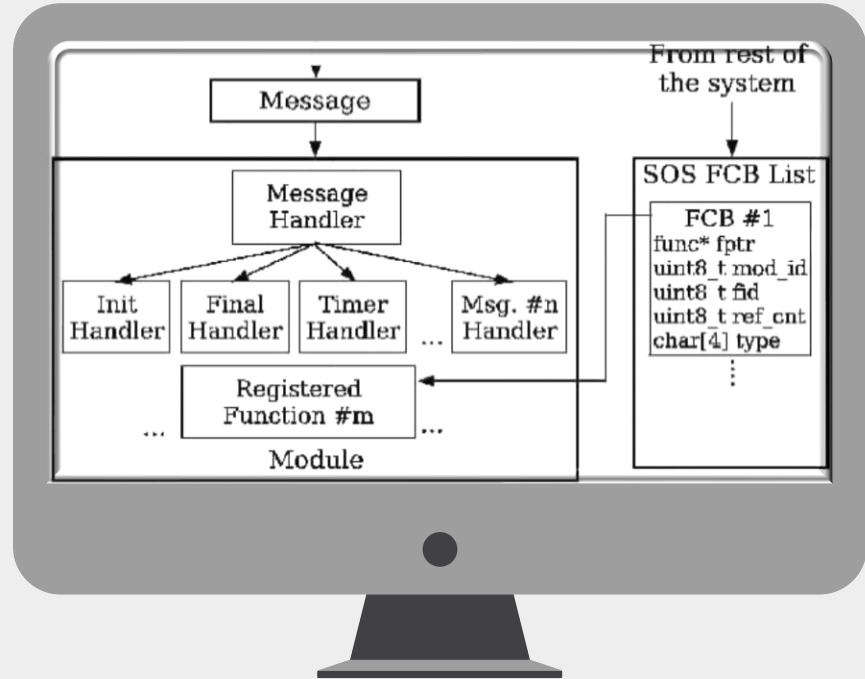 From rest of
the system
Message
SOS FCB List
Message
Handler
FCB #1
func* fptr
uint8_t mod_id
uint8_t fid
uint8_t ref_cnt
char[4] type
Init
Handler
Final
Handler
Timer
Handler
...
Msg. #n
Handler
...
Registered
Function #m
...
Module